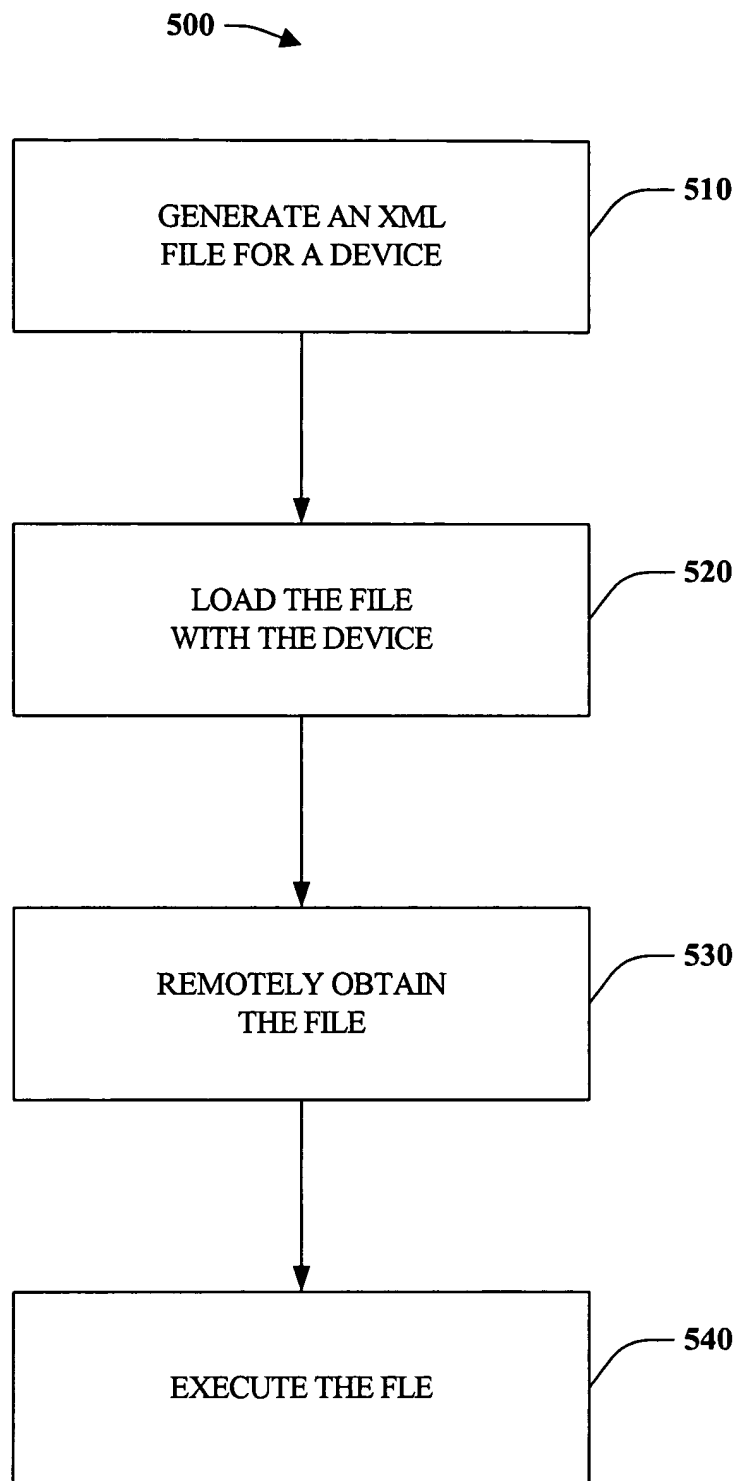 500
GENERATE AN XML
FILE FOR A DEVICE
510
LOAD THE FILE
WITH THE DEVICE
520
REMOTELY OBTAIN
THE FILE
530
EXECUTE THE FLE
540